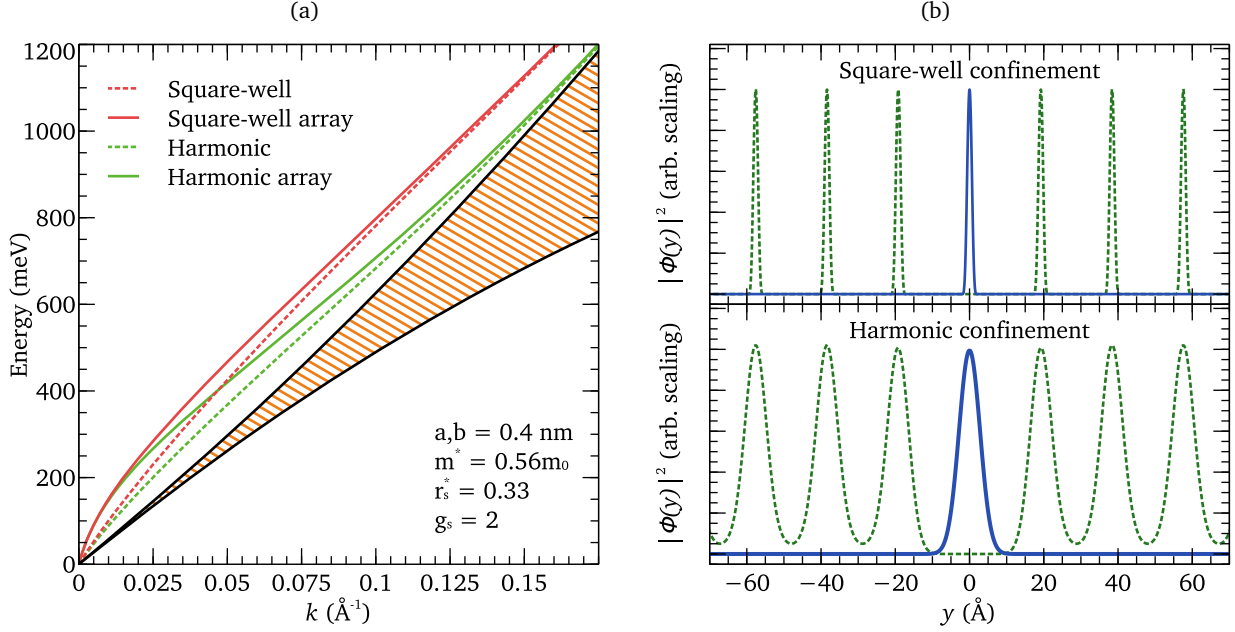 (a)
(b)
1200
1000
800
600
400
200
0
Energy (meV)
Square-well
Square-well array
Harmonic
Harmonic array
a,b = 0.4 nm
m* = 0.56m₀
rₛ* = 0.33
gₛ = 2
0 0.025 0.05 0.075 0.1 0.125 0.15
k (Å⁻¹)
Square-well confinement
|Φ(y)|² (arb. scaling)
Harmonic confinement
|Φ(y)|² (arb. scaling)
−60 −40 −20 0 20 40 60
y (Å)